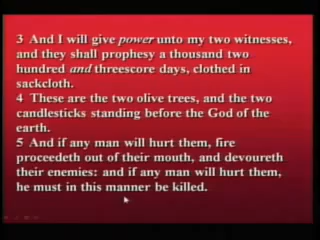 3 And I will give power unto my two witnesses,
and they shall prophesy a thousand two
hundred and threescore days, clothed in
sackcloth.
4 These are the two olive trees, and the two
candlesticks standing before the God of the
earth.
5 And if any man will hurt them, fire
proceedeth out of their mouth, and devoureth
their enemies: and if any man will hurt them,
he must in this manner be killed.